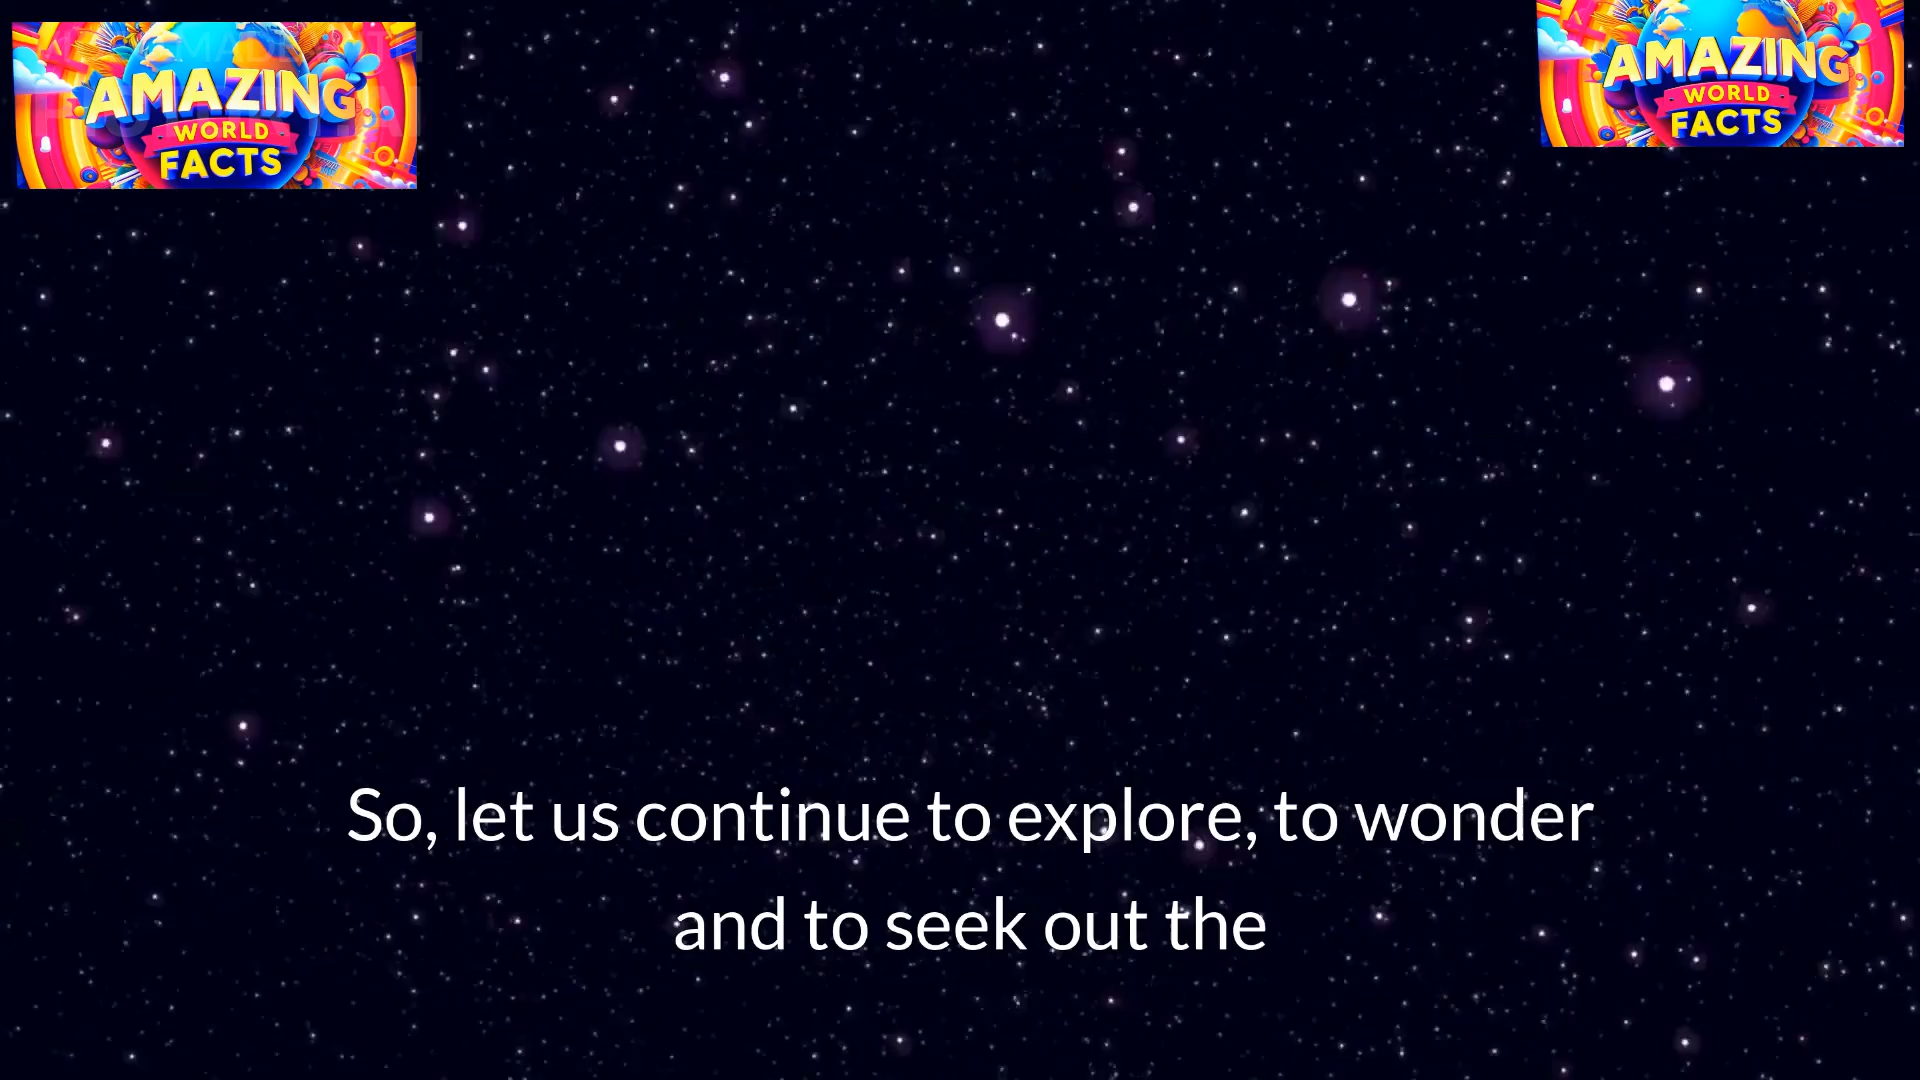 AMAZING
WORLD
FACTS
AMAZING
WORLD
FACTS
So, let us continue to explore, to wonder
and to seek out the